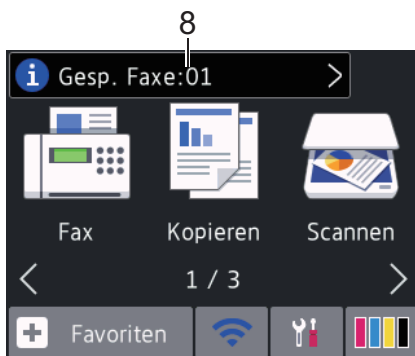 8
i Gesp. Faxe:01 >
Fax Kopieren Scannen
< 1 / 3 >
+ Favoriten